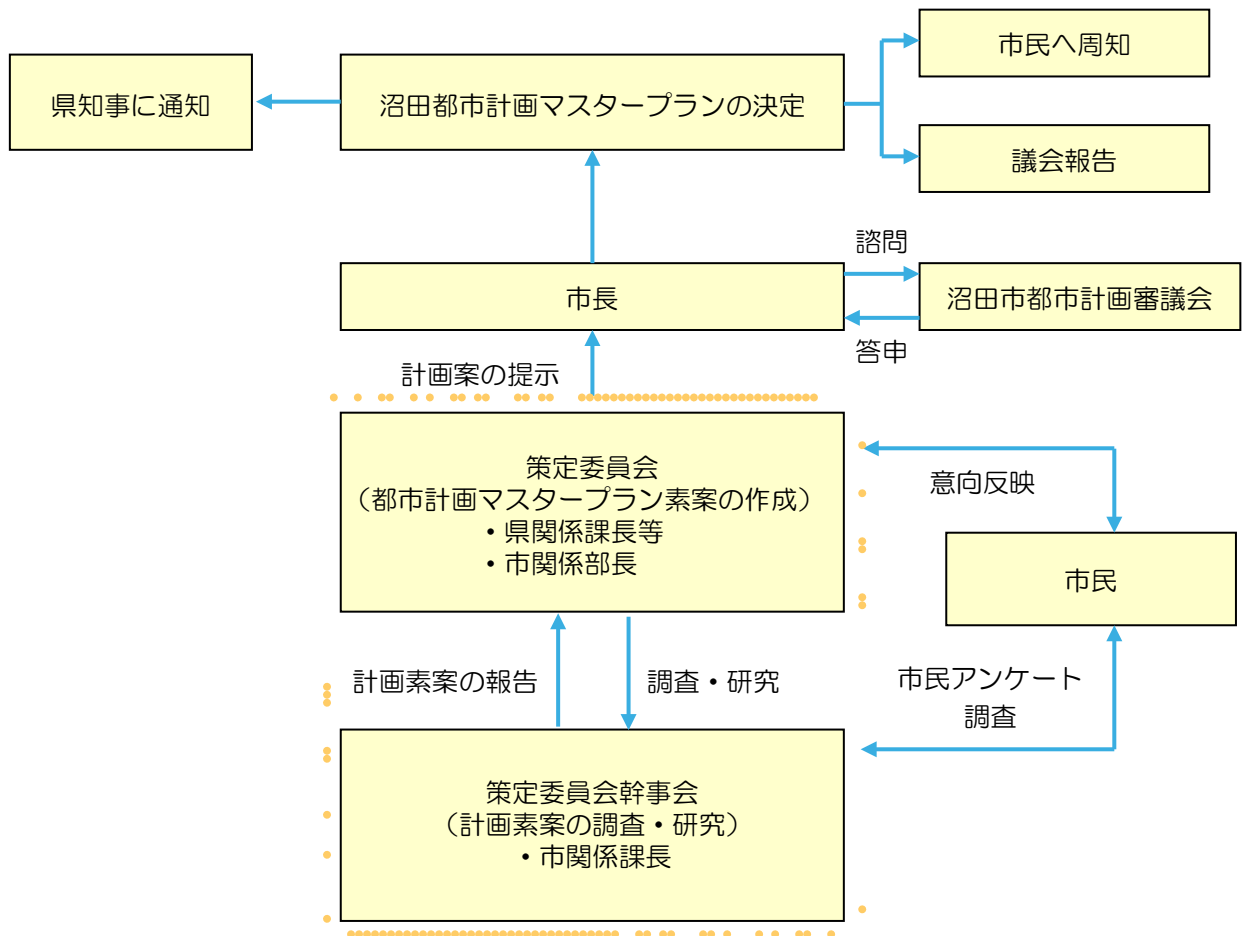 市民へ周知
県知事に通知
沼田都市計画マスタープランの決定
議会報告
諮問
市長
沼田市都市計画審議会
答申
計画案の提示
策定委員会
（都市計画マスタープラン素案の作成）
・県関係課長等
・市関係部長
意向反映
市民
計画素案の報告
調査・研究
市民アンケート
調査
策定委員会幹事会
（計画素案の調査・研究）
・市関係課長